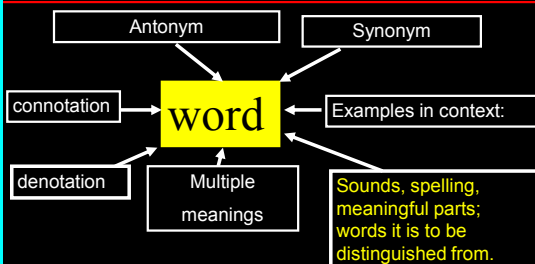 Antonym
Synonym
connotation
word
Examples in context:
denotation
Multiple
meanings
Sounds, spelling,
meaningful parts;
words it is to be
distinguished from.